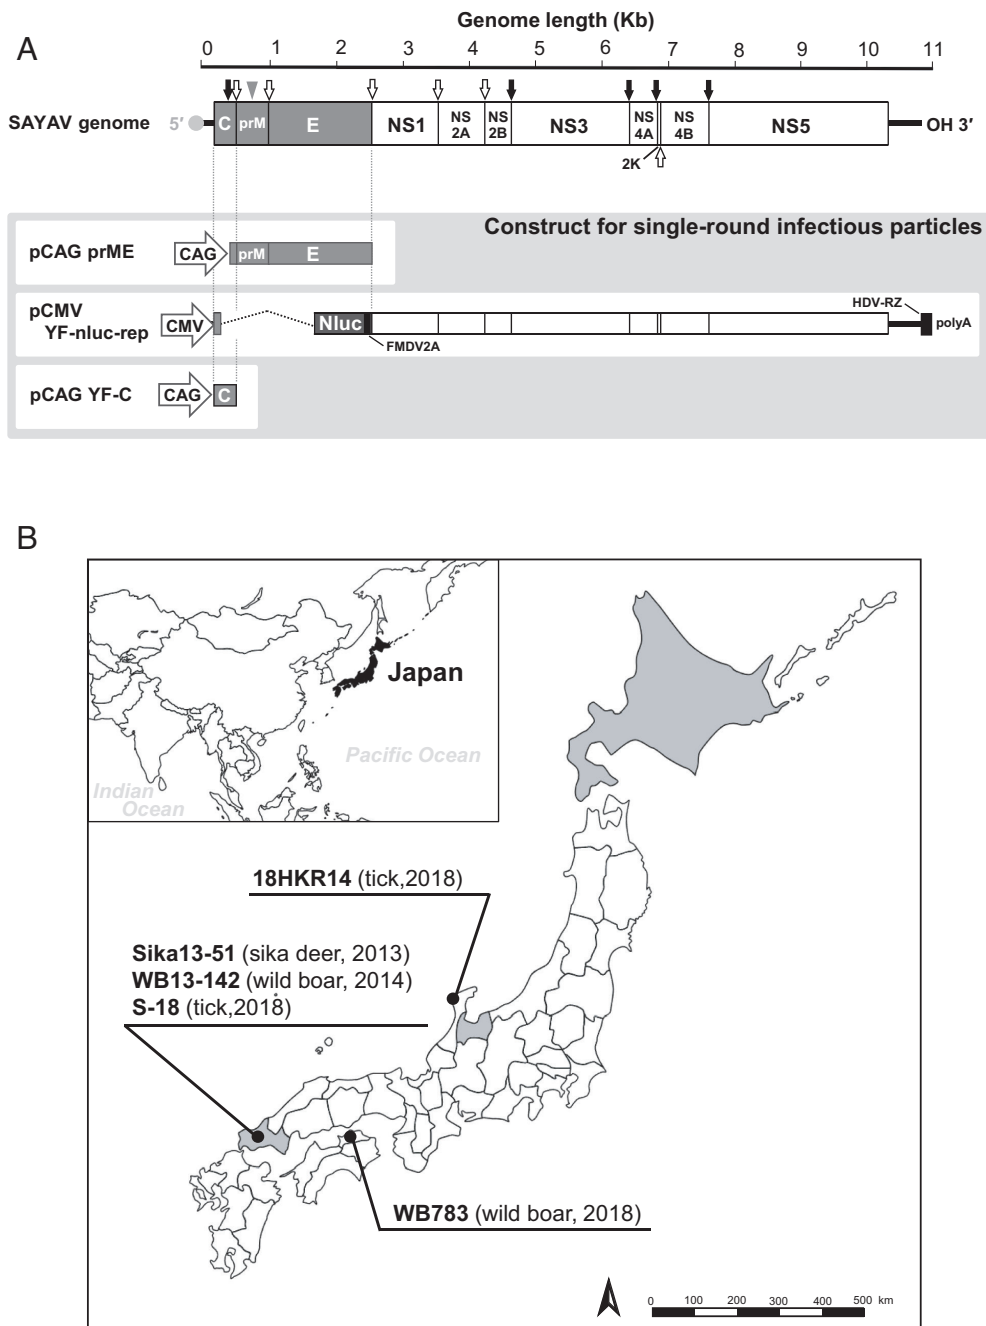 A
Genome length (Kb)
0 1 2 3 4 5 6 7 8 9 10 11
SAYAV genome 5′ C prM E NS1 NS 2A NS 2B NS3 NS 4A NS 4B NS5 OH 3′
2K
Construct for single-round infectious particles
pCAG prME CAG prM E
HDV-RZ
pCMV
YF-nluc-rep CMV Nluc polyA
FMDV2A
pCAG YF-C CAG C
B
Japan
Pacific Ocean
Indian
Ocean
18HKR14 (tick,2018)
Sika13-51 (sika deer, 2013)
WB13-142 (wild boar, 2014)
S-18 (tick,2018)
WB783 (wild boar, 2018)
0 100 200 300 400 500 km